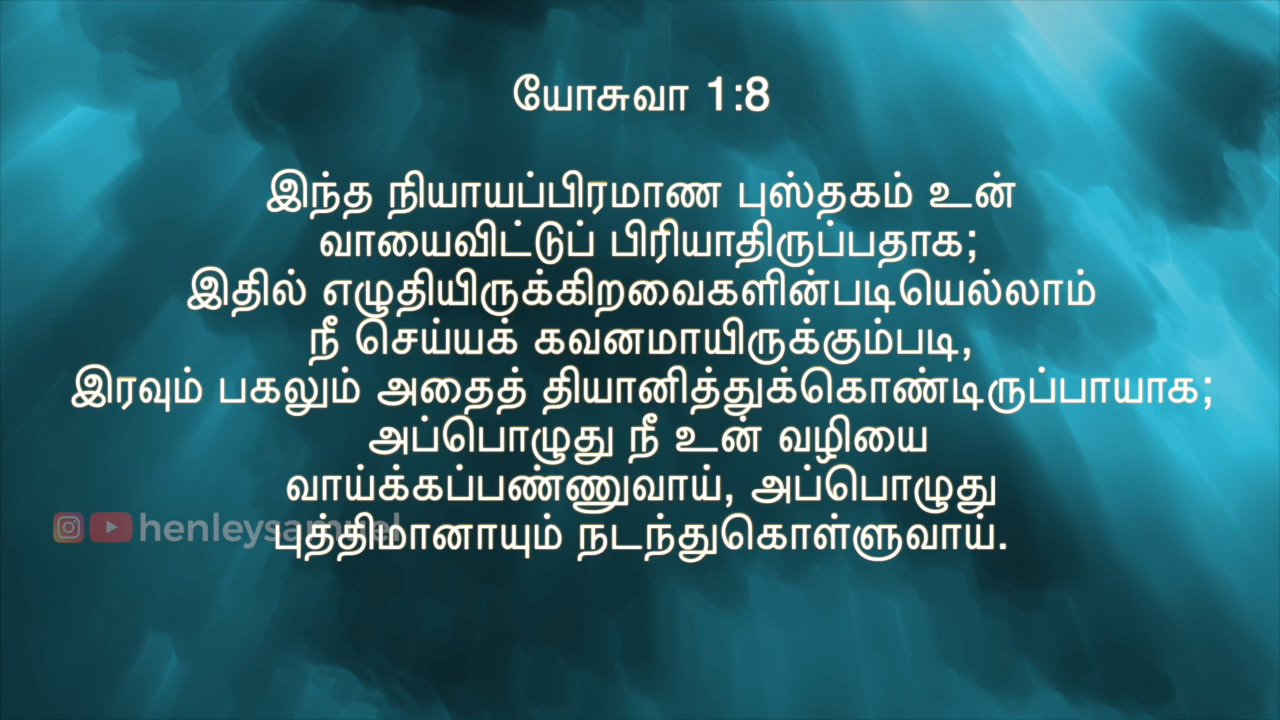 யோசுவா 1:8
இந்த நியாயப்பிரமாண புஸ்தகம் உன்
வாயைவிட்டுப் பிரியாதிருப்பதாக;
இதில் எழுதியிருக்கிறவைகளின்படியெல்லாம்
நீ செய்யக் கவனமாயிருக்கும்படி,
இரவும் பகலும் அதைத் தியானித்துக்கொண்டிருப்பாயாக;
அப்பொழுது நீ உன் வழியை
வாய்க்கப்பண்ணுவாய், அப்பொழுது
புத்திமானாயும் நடந்துகொள்ளுவாய்.
henleysamuel